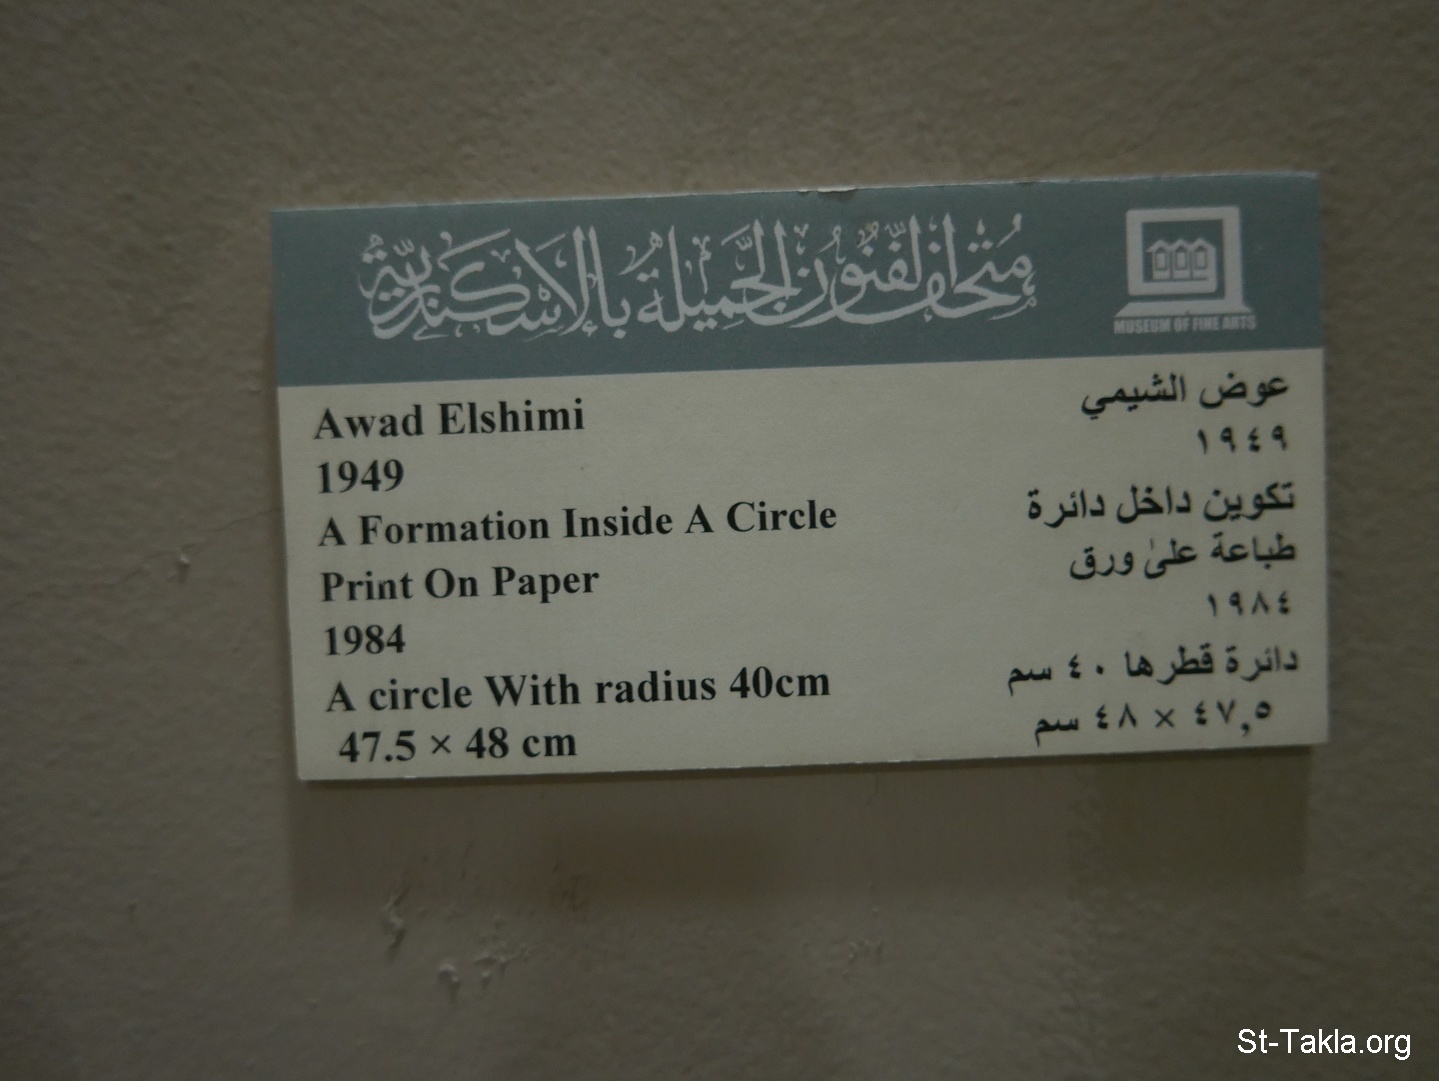 متحف الفنون الجميلة بالإسكندرية
MUSEUM OF FINE ARTS
Awad Elshimi
1949
A Formation Inside A Circle
Print On Paper
1984
A circle With radius 40cm
47.5 × 48 cm
عوض الشيمي
١٩٤٩
تكوين داخل دائرة
طباعة على ورق
١٩٨٤
دائرة قطرها ٤٠ سم
٤٧,٥ × ٤٨ سم
St-Takla.org